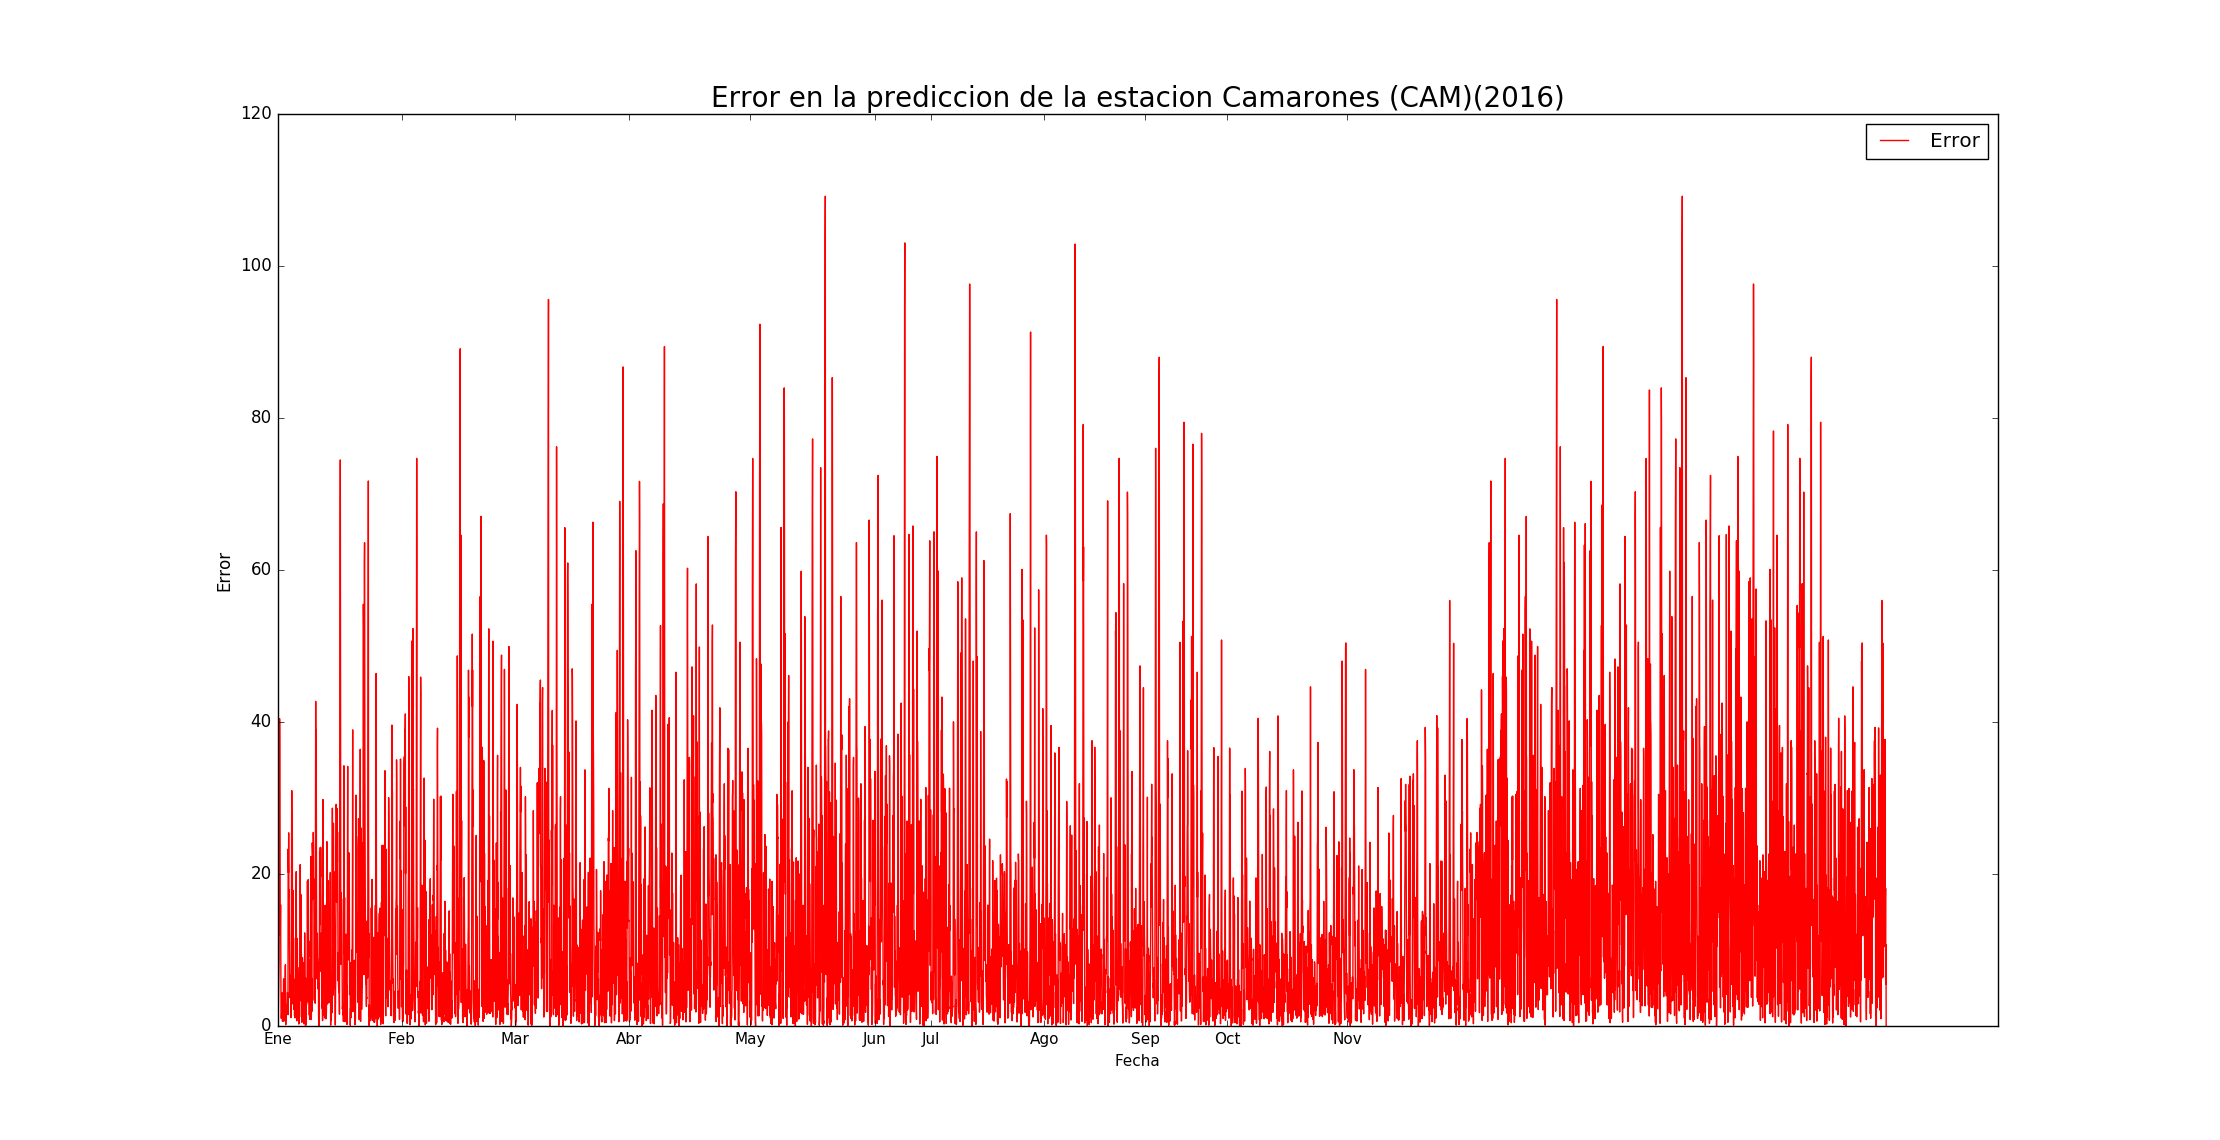 Error en la prediccion de la estacion Camarones (CAM)(2016)
Error
120
100
80
60
40
20
0
Error
Ene Feb Mar Abr May Jun Jul Ago Sep Oct Nov
Fecha